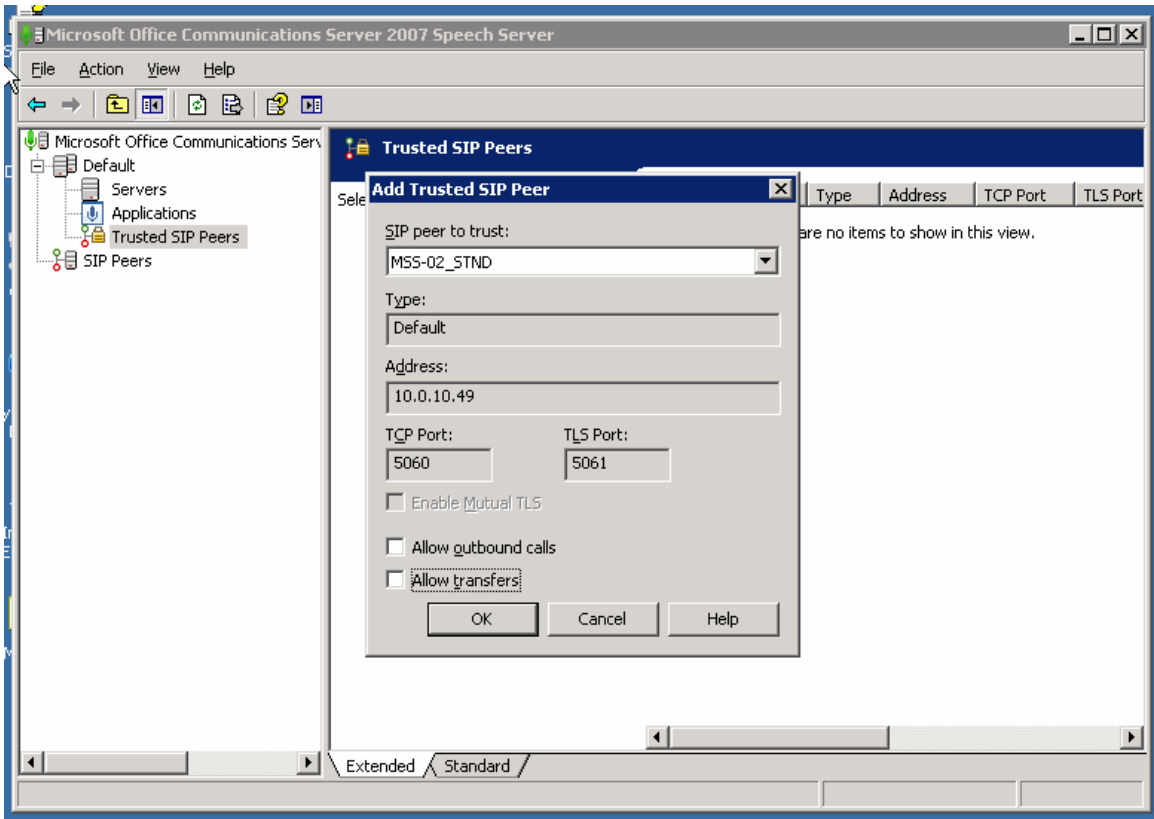 Microsoft Office Communications Server 2007 Speech Server
File Action View Help
Microsoft Office Communications Serv
Default
Servers
Applications
Trusted SIP Peers
SIP Peers
Trusted SIP Peers
Sele
Type Address TCP Port TLS Port
are no items to show in this view.
Add Trusted SIP Peer
SIP peer to trust:
MSS-02_STND
Type:
Default
Address:
10.0.10.49
TCP Port: TLS Port:
5060 5061
Enable Mutual TLS
Allow outbound calls
Allow transfers
OK Cancel Help
Extended Standard